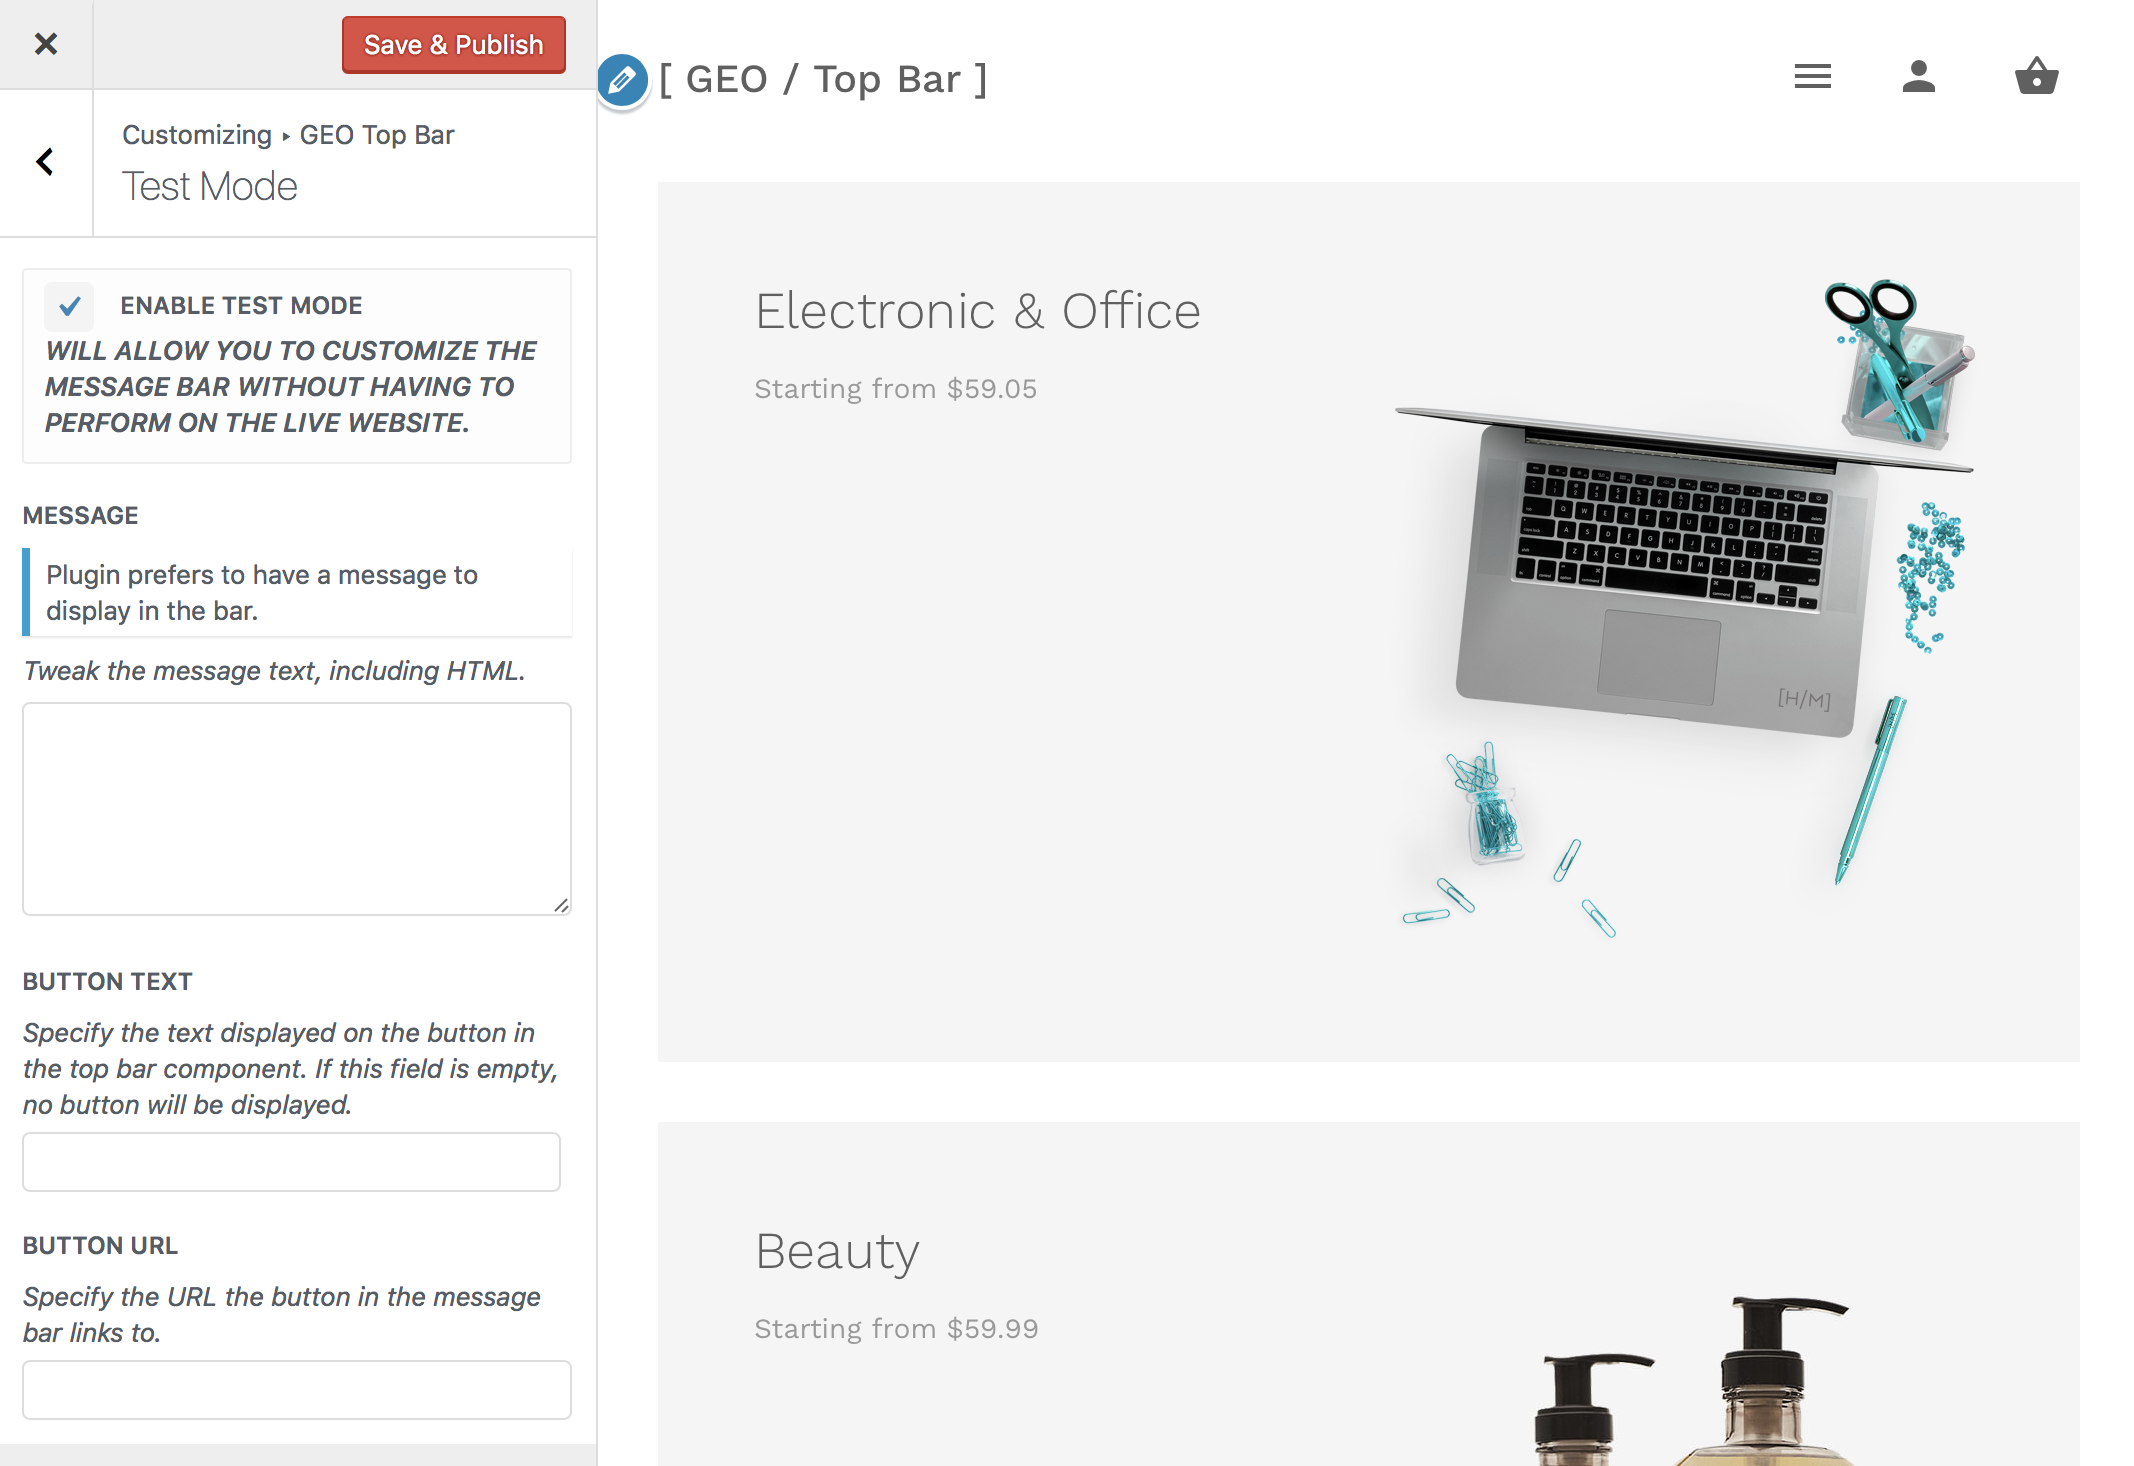 Save & Publish
Customizing ▸ GEO Top Bar
Test Mode
ENABLE TEST MODE
WILL ALLOW YOU TO CUSTOMIZE THE
MESSAGE BAR WITHOUT HAVING TO
PERFORM ON THE LIVE WEBSITE.
MESSAGE
Plugin prefers to have a message to
display in the bar.
Tweak the message text, including HTML.
BUTTON TEXT
Specify the text displayed on the button in
the top bar component. If this field is empty,
no button will be displayed.
BUTTON URL
Specify the URL the button in the message
bar links to.
[ GEO / Top Bar ]
Electronic & Office
Starting from $59.05
[H/M]
Beauty
Starting from $59.99